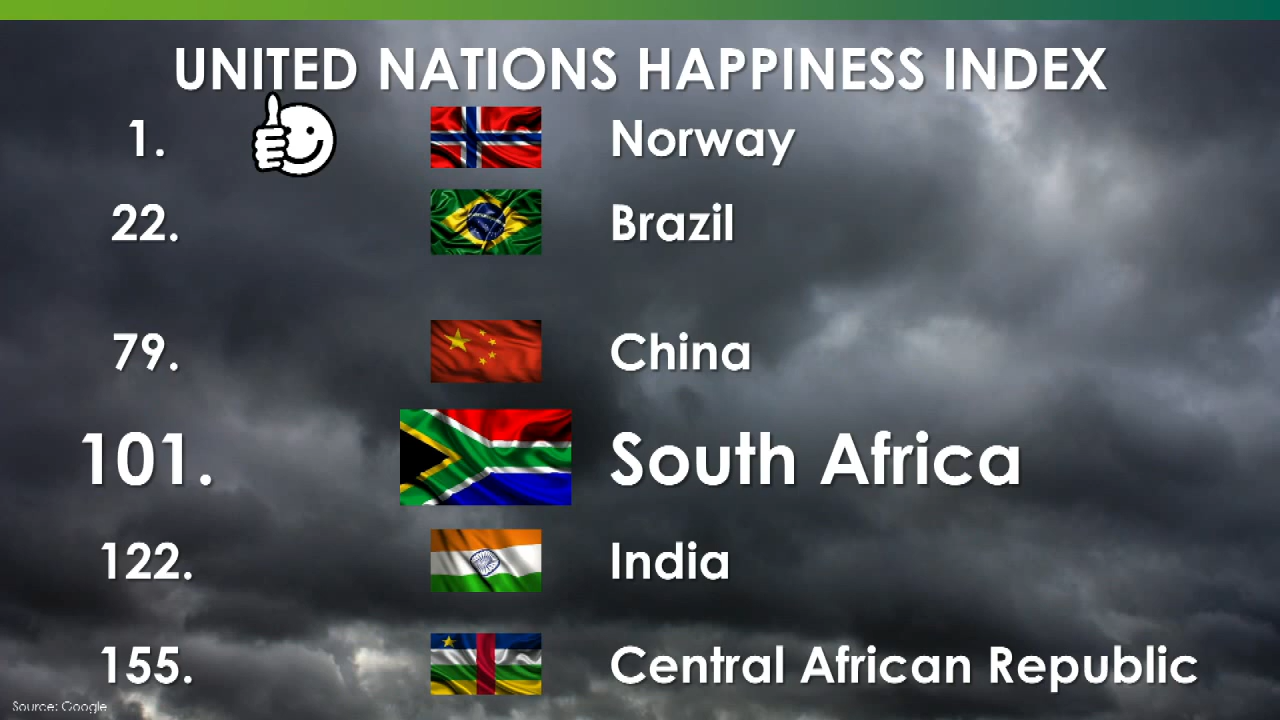 UNITED NATIONS HAPPINESS INDEX
1. Norway
22. Brazil
79. China
101. South Africa
122. India
155. Central African Republic
Source: Google